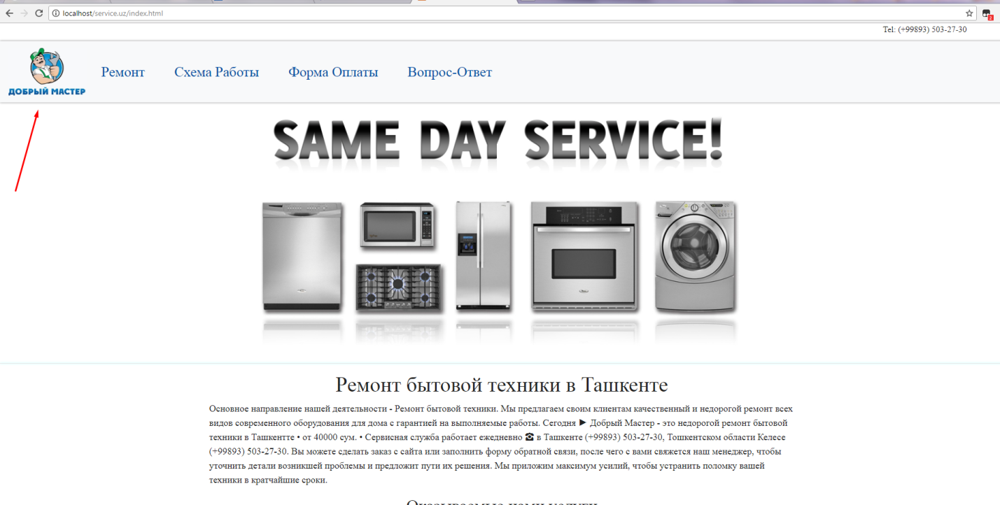 localhost/service.uz/index.html
2
Tel: (+99893) 503-27-30
ДОБРЫЙ МАСТЕР
Ремонт Схема Работы Форма Оплаты Вопрос-Ответ
SAME DAY SERVICE!
Ремонт бытовой техники в Ташкенте
Основное направление нашей деятельности - Ремонт бытовой техники. Мы предлагаем своим клиентам качественный и недорогой ремонт всех
видов современного оборудования для дома с гарантией на выполняемые работы. Сегодня ► Добрый Мастер - это недорогой ремонт бытовой
техники в Ташкентте • от 40000 сум. • Сервисная служба работает ежедневно ☎ в Ташкенте (+99893) 503-27-30, Тошкентском области Келесе
(+99893) 503-27-30. Вы можете сделать заказ с сайта или заполнить форму обратной связи, после чего с вами свяжется наш менеджер, чтобы
уточнить детали возникшей проблемы и предложит пути их решения. Мы приложим максимум усилий, чтобы устранить поломку вашей
техники в кратчайшие сроки.
Оказываемые нами услуги